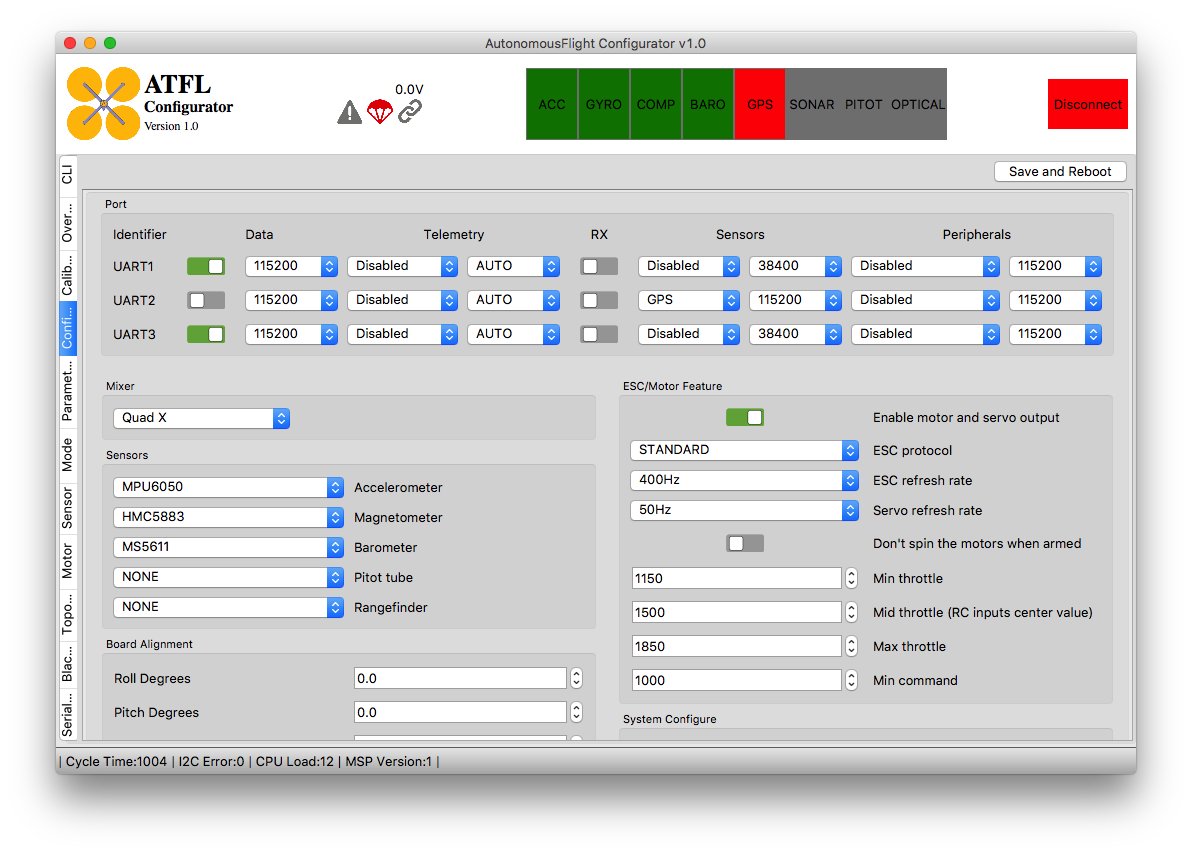 AutonomousFlight Configurator v1.0
ATFL
Configurator
Version 1.0
0.0V
ACC GYRO COMP BARO GPS SONAR PITOT OPTICAL
Disconnect
Save and Reboot
CLI
Over...
Calib...
Confi...
Paramet...
Mode
Sensor
Motor
Topo...
Blac...
Serial...
Port
Identifier Data Telemetry RX Sensors Peripherals
UART1 115200 Disabled AUTO Disabled 38400 Disabled 115200
UART2 115200 Disabled AUTO GPS 115200 Disabled 115200
UART3 115200 Disabled AUTO Disabled 38400 Disabled 115200
Mixer
Quad X
Sensors
MPU6050 Accelerometer
HMC5883 Magnetometer
MS5611 Barometer
NONE Pitot tube
NONE Rangefinder
Board Alignment
Roll Degrees 0.0
Pitch Degrees 0.0
ESC/Motor Feature
Enable motor and servo output
STANDARD ESC protocol
400Hz ESC refresh rate
50Hz Servo refresh rate
Don't spin the motors when armed
1150 Min throttle
1500 Mid throttle (RC inputs center value)
1850 Max throttle
1000 Min command
System Configure
| Cycle Time:1004 | I2C Error:0 | CPU Load:12 | MSP Version:1 |